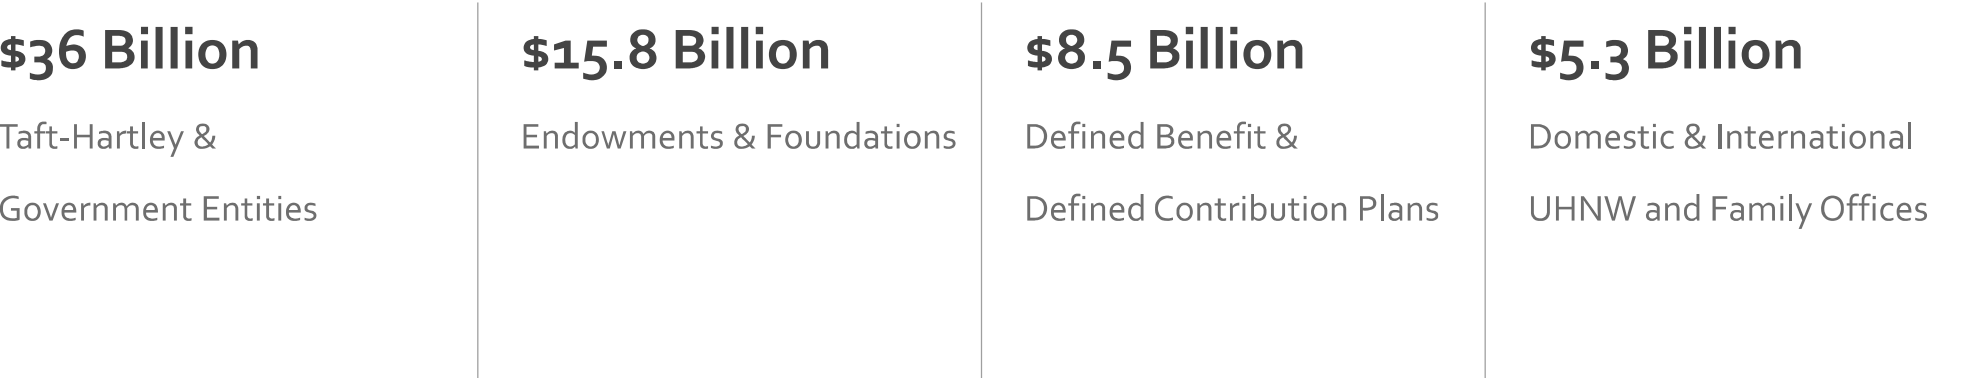 $36 Billion
Taft-Hartley &
Government Entities
$15.8 Billion
Endowments & Foundations
$8.5 Billion
Defined Benefit &
Defined Contribution Plans
$5.3 Billion
Domestic & International
UHNW and Family Offices